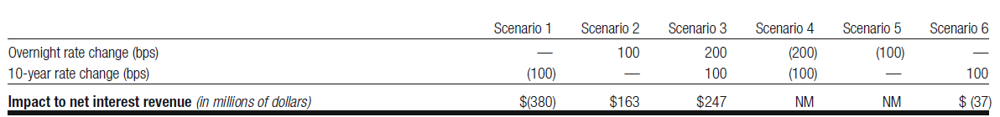 Scenario 1 Scenario 2 Scenario 3 Scenario 4 Scenario 5 Scenario 6
Overnight rate change (bps) — 100 200 (200) (100) —
10-year rate change (bps) (100) — 100 (100) — 100
Impact to net interest revenue (in millions of dollars) $(380) $163 $247 NM NM $ (37)